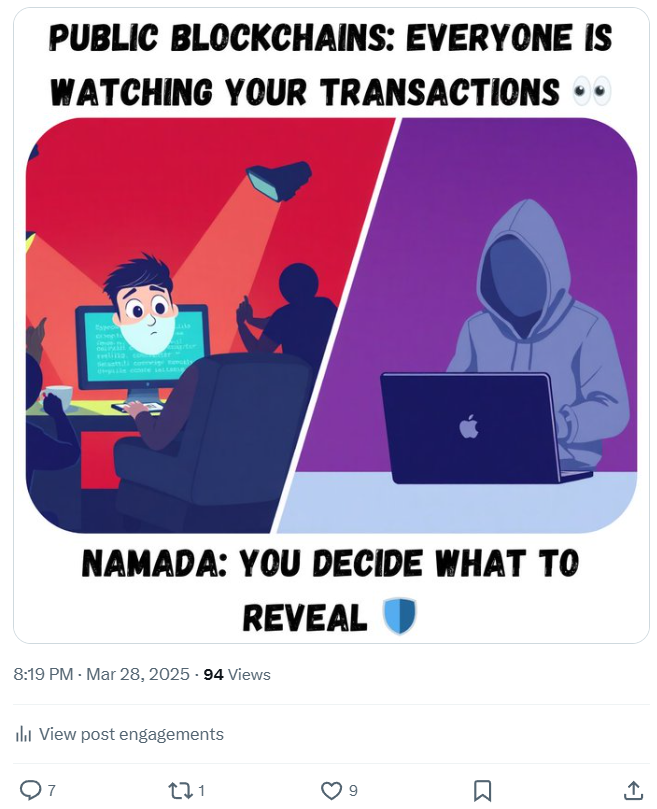 PUBLIC BLOCKCHAINS: EVERYONE IS
WATCHING YOUR TRANSACTIONS 👀
NAMADA: YOU DECIDE WHAT TO
REVEAL 🛡️
8:19 PM · Mar 28, 2025 · 94 Views
View post engagements
7
1
9